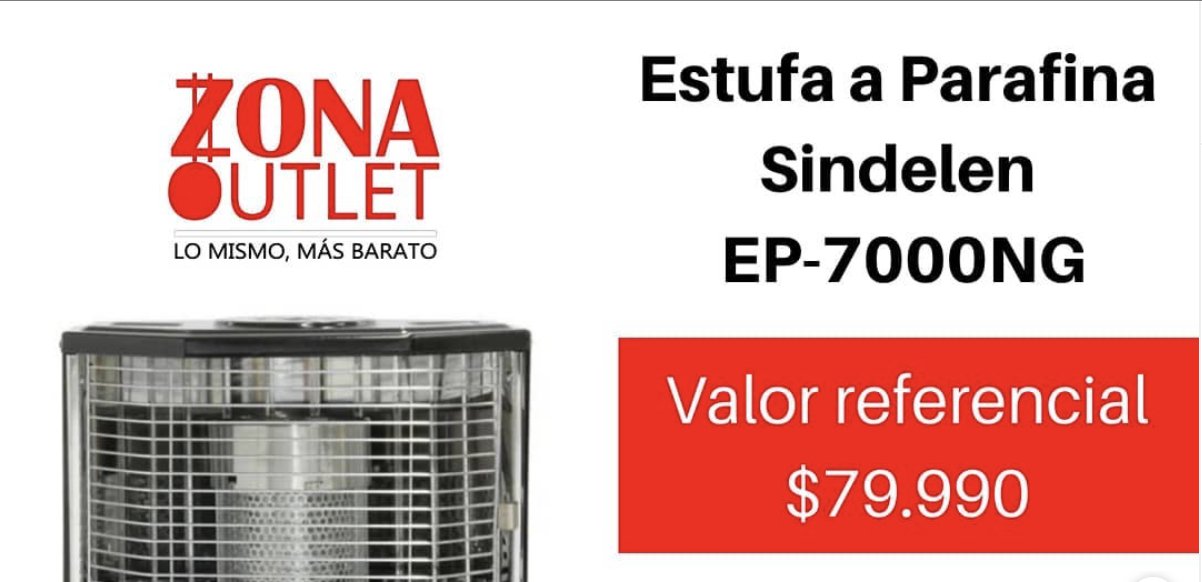 ZONA
OUTLET
LO MISMO, MÁS BARATO
Estufa a Parafina
Sindelen
EP-7000NG
Valor referencial
$79.990